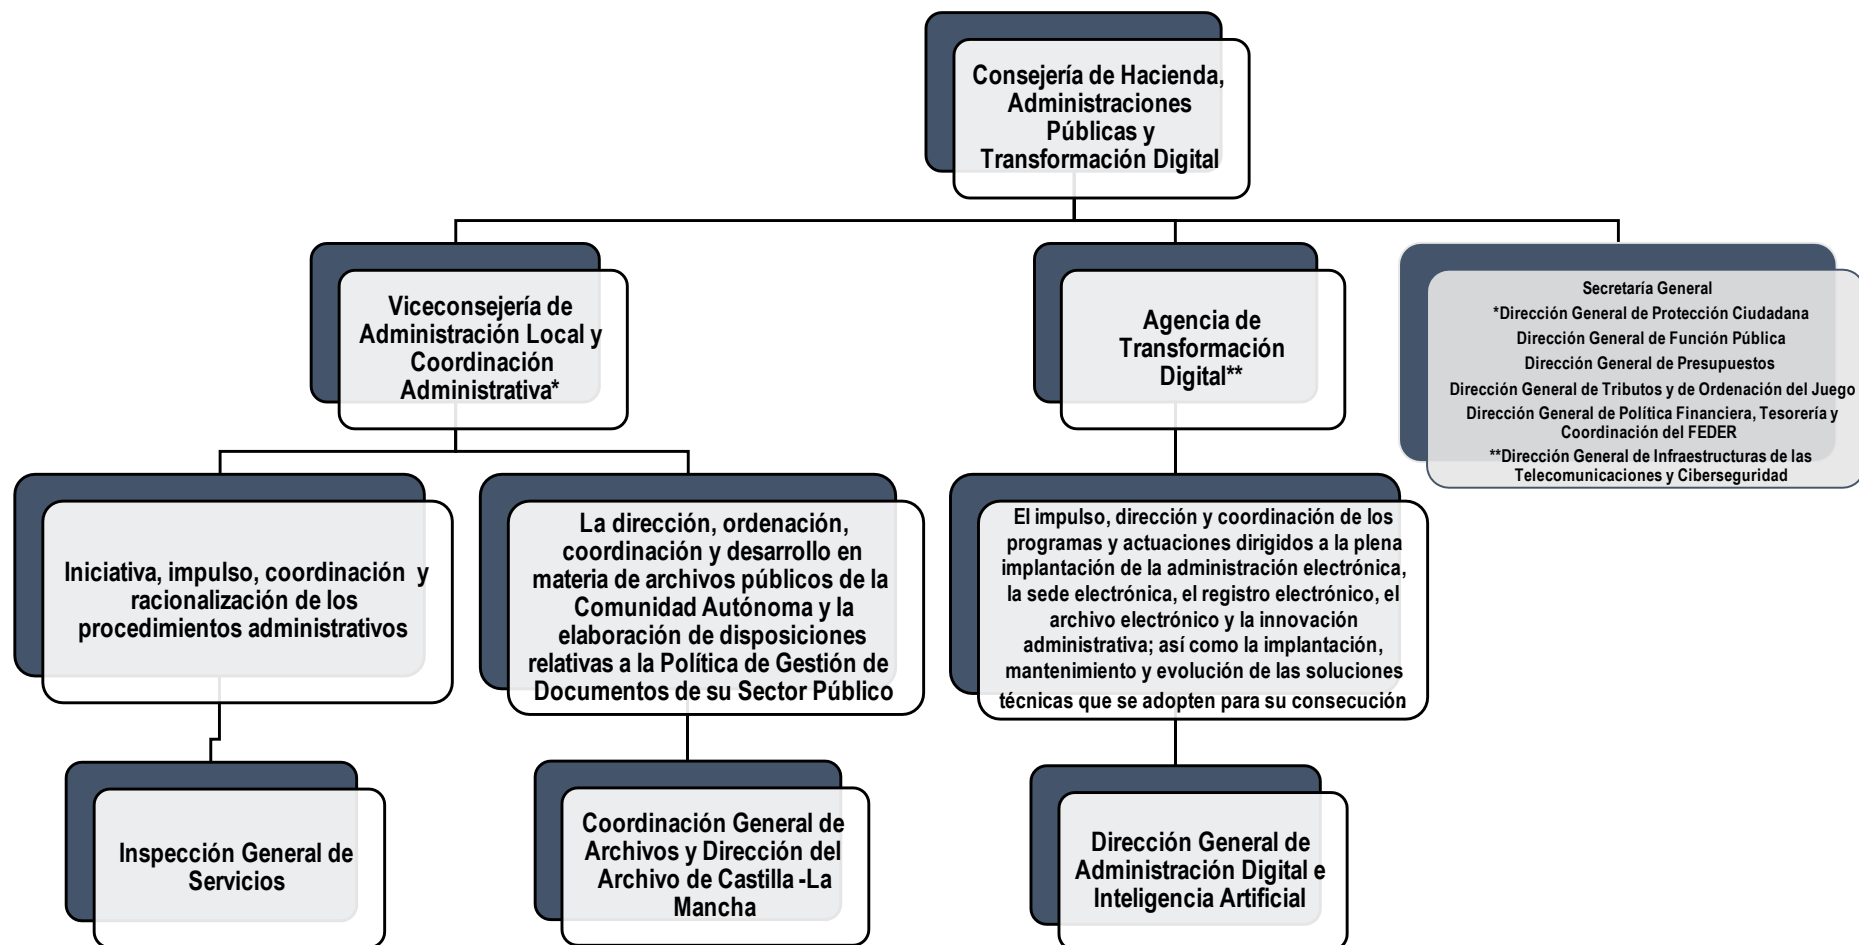 Consejería de Hacienda,
Administraciones
Públicas y
Transformación Digital
Viceconsejería de
Administración Local y
Coordinación
Administrativa*
Agencia de
Transformación
Digital**
Secretaría General
*Dirección General de Protección Ciudadana
Dirección General de Función Pública
Dirección General de Presupuestos
Dirección General de Tributos y de Ordenación del Juego
Dirección General de Política Financiera, Tesorería y
Coordinación del FEDER
**Dirección General de Infraestructuras de las
Telecomunicaciones y Ciberseguridad
Iniciativa, impulso, coordinación y
racionalización de los
procedimientos administrativos
La dirección, ordenación,
coordinación y desarrollo en
materia de archivos públicos de la
Comunidad Autónoma y la
elaboración de disposiciones
relativas a la Política de Gestión de
Documentos de su Sector Público
El impulso, dirección y coordinación de los
programas y actuaciones dirigidos a la plena
implantación de la administración electrónica,
la sede electrónica, el registro electrónico, el
archivo electrónico y la innovación
administrativa; así como la implantación,
mantenimiento y evolución de las soluciones
técnicas que se adopten para su consecución.
Inspección General de
Servicios
Coordinación General de
Archivos y Dirección del
Archivo de Castilla -La
Mancha
Dirección General de
Administración Digital e
Inteligencia Artificial